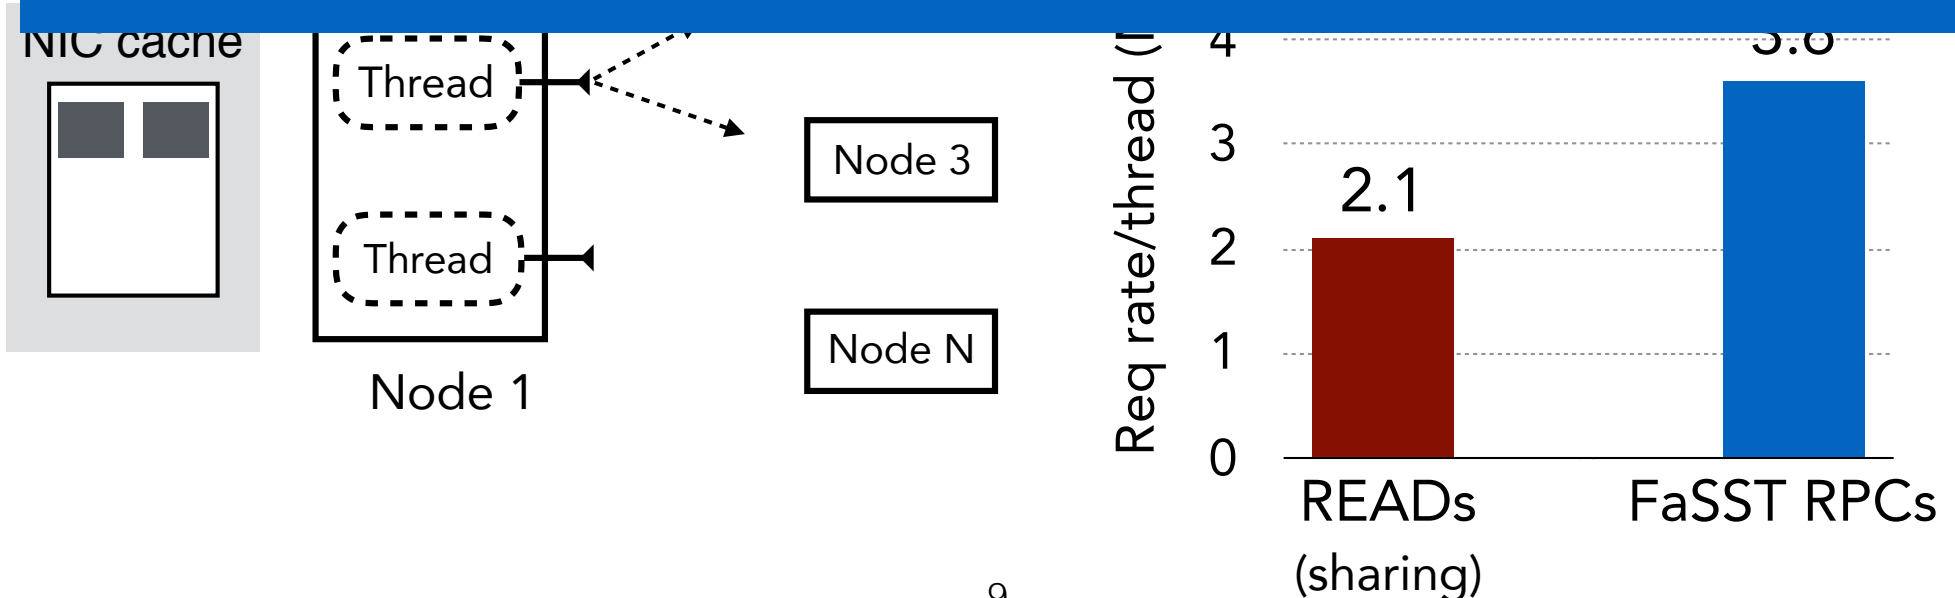 NIC cache
Thread
Thread
Node 1
Node 3
Node N
Req rate/thread (
4
3
2
1
0
2.1
READs
(sharing)
FaSST RPCs
9